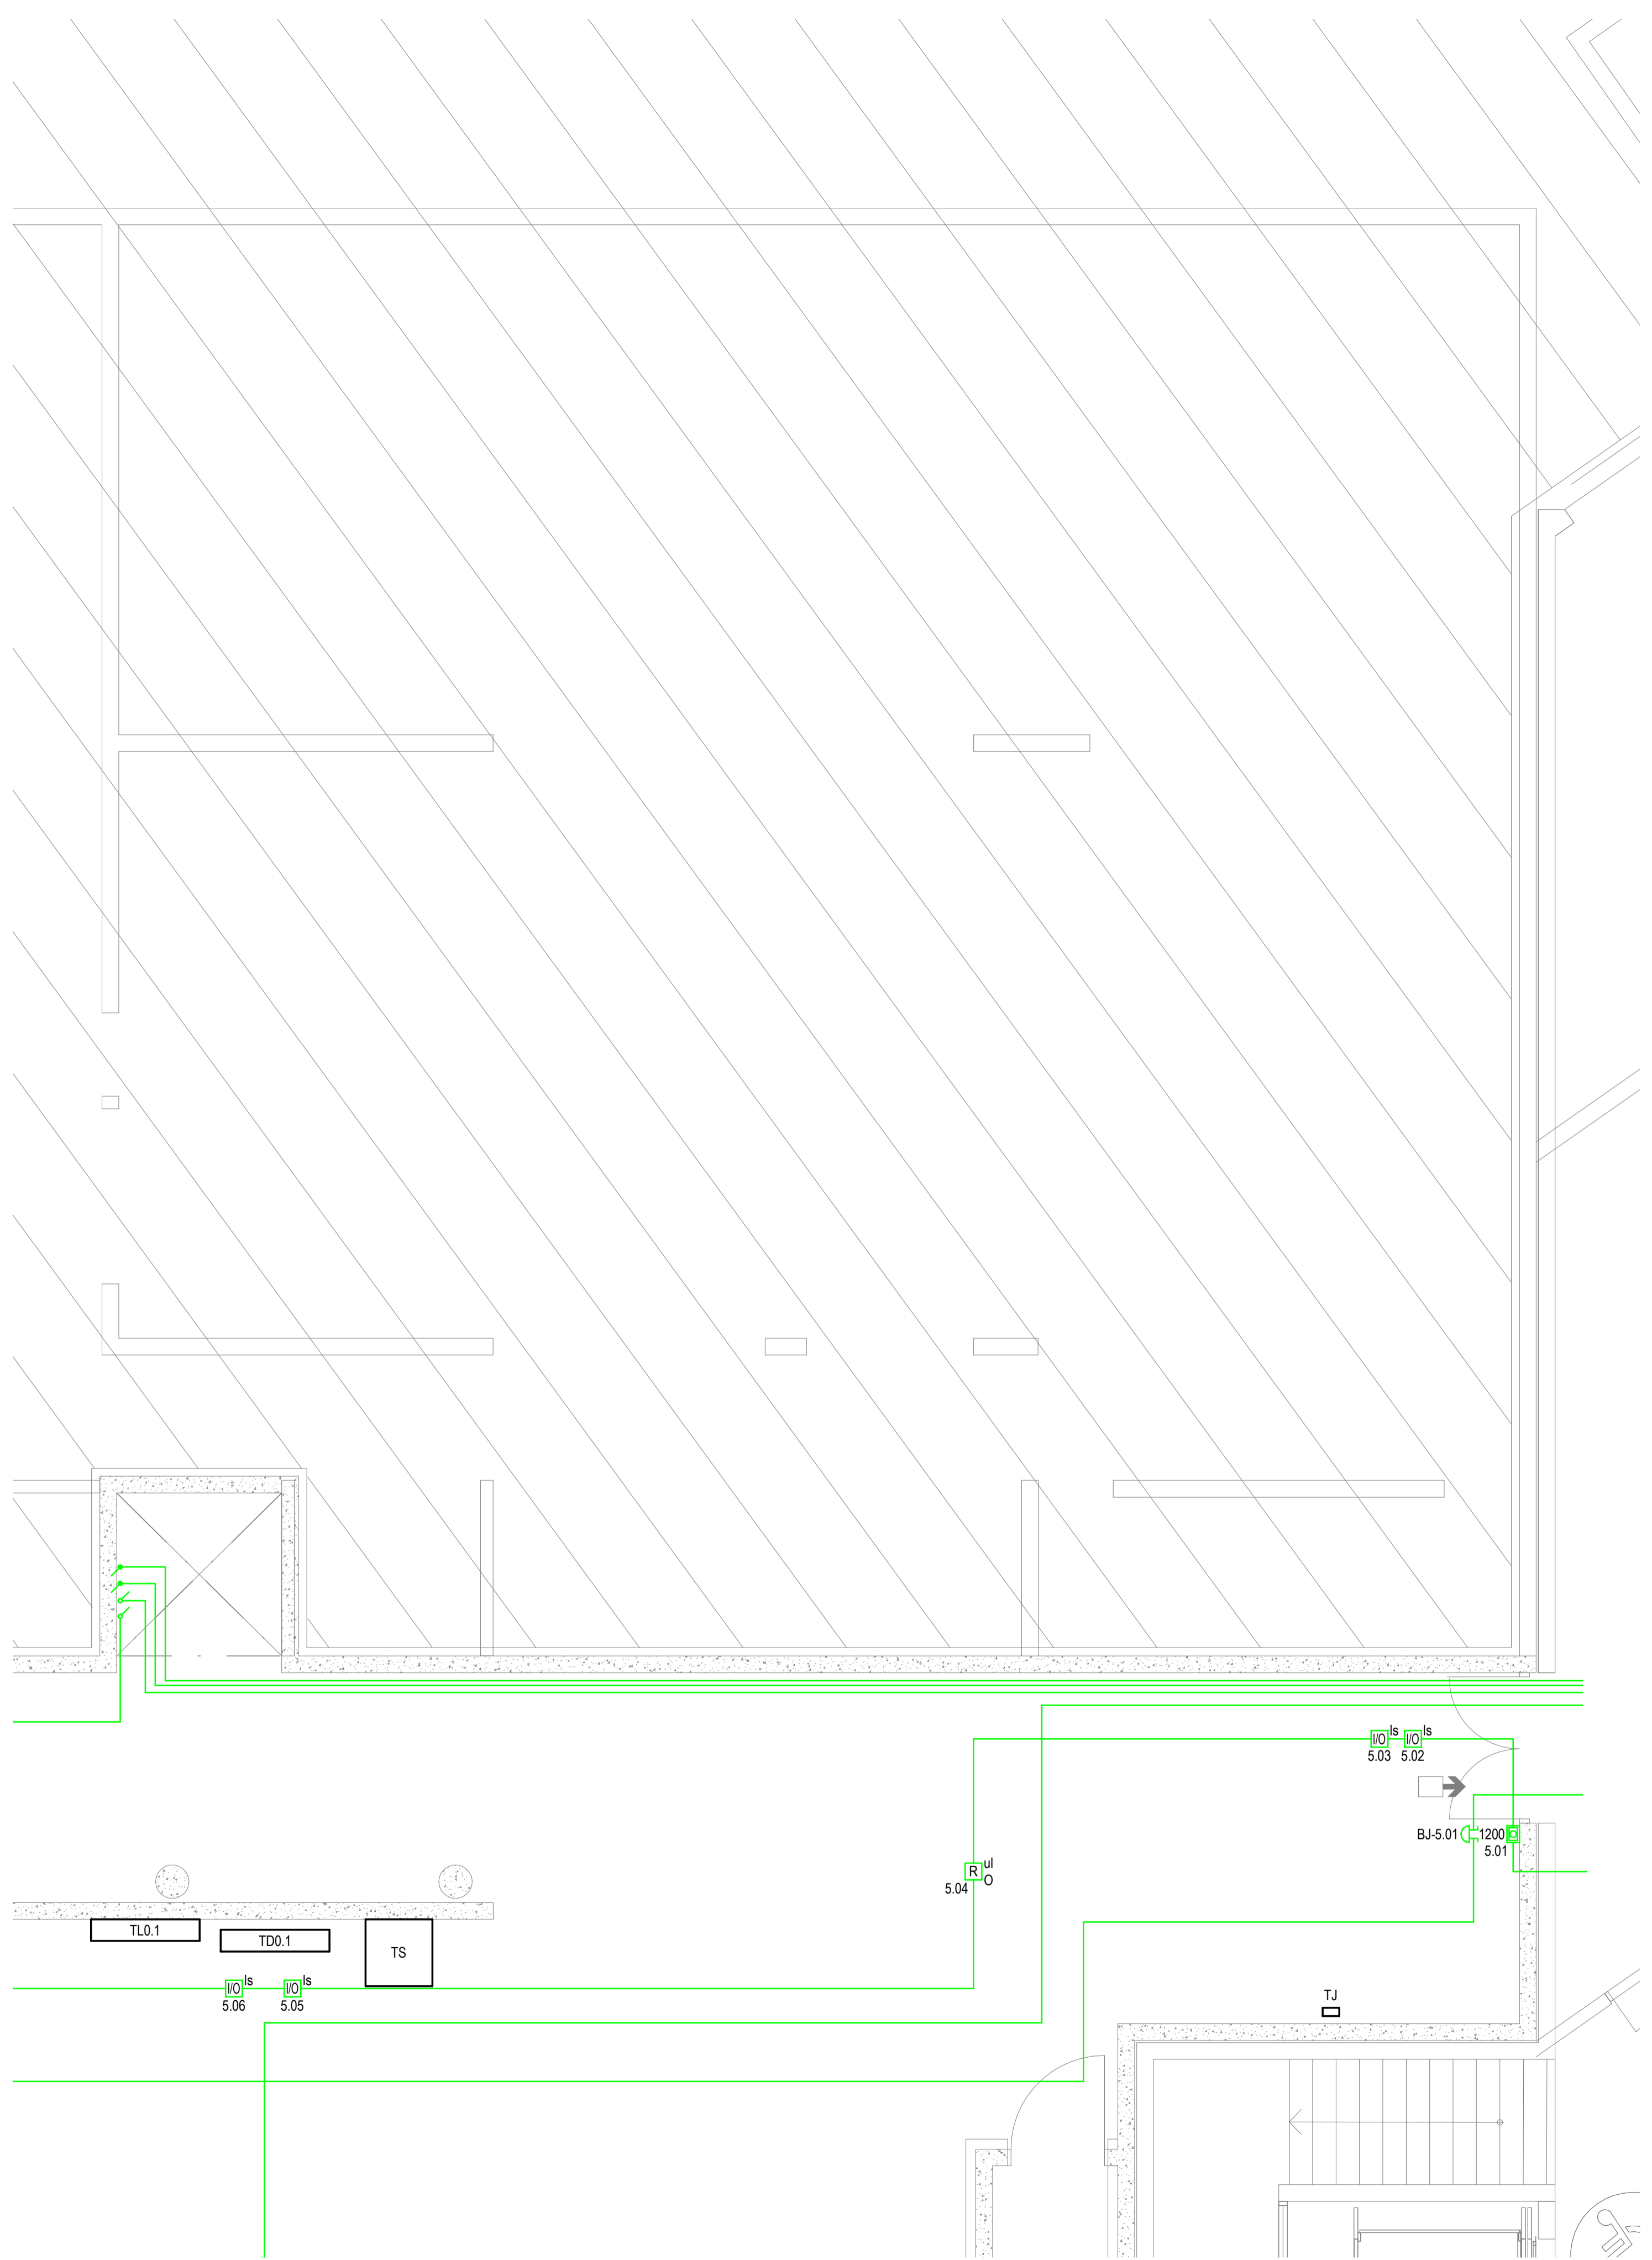 I/O
Is
5.03
I/O
Is
5.02
BJ-5.01
1200
5.01
R
ul
O
5.04
TL0.1
TD0.1
TS
I/O
Is
5.06
I/O
Is
5.05
TJ